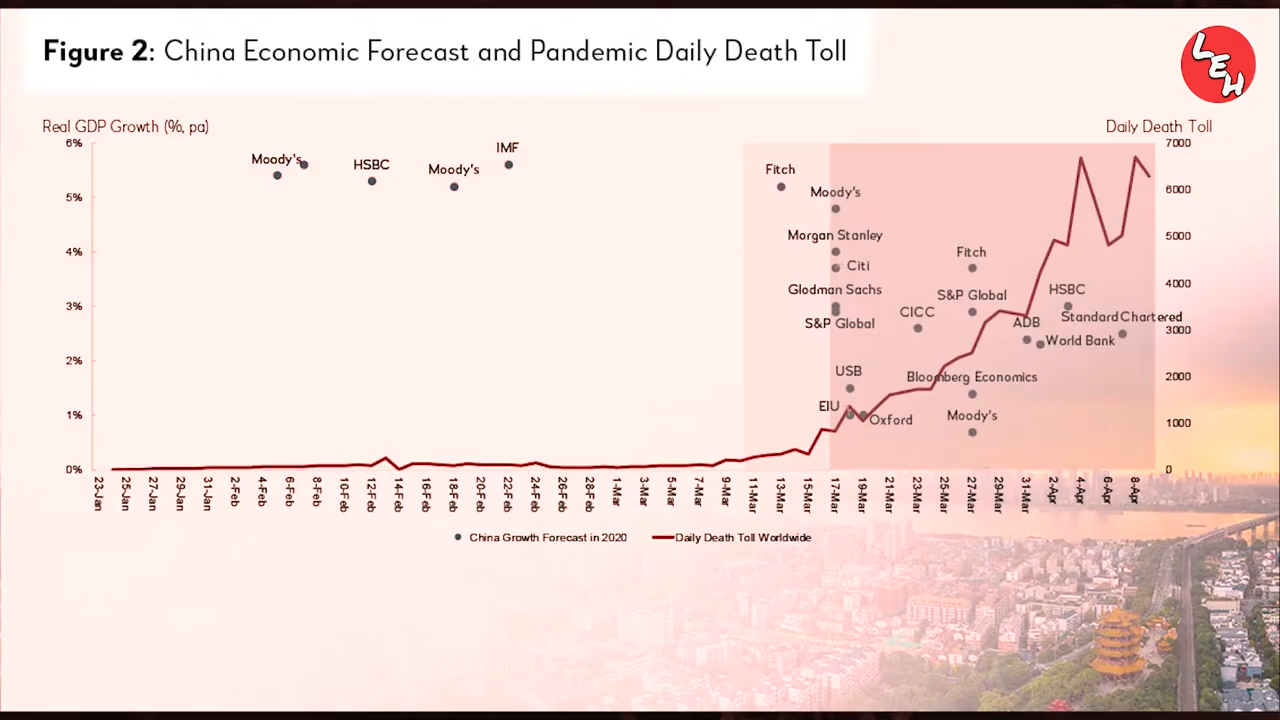 Figure 2: China Economic Forecast and Pandemic Daily Death Toll
LEH
Real GDP Growth (%, pa)
Daily Death Toll
6%
5%
4%
3%
2%
1%
0%
7000
6000
5000
4000
3000
2000
1000
0
Moody's
HSBC
Moody's
IMF
Fitch
Moody's
Morgan Stanley
Citi
Glodman Sachs
S&P Global
USB
EIU
Oxford
CICC
Fitch
S&P Global
Bloomberg Economics
Moody's
ADB
World Bank
HSBC
Standard Chartered
23-Jan
25-Jan
27-Jan
29-Jan
31-Jan
2-Feb
4-Feb
6-Feb
8-Feb
10-Feb
12-Feb
14-Feb
16-Feb
18-Feb
20-Feb
22-Feb
24-Feb
26-Feb
28-Feb
1-Mar
3-Mar
5-Mar
7-Mar
9-Mar
11-Mar
13-Mar
15-Mar
17-Mar
19-Mar
21-Mar
23-Mar
25-Mar
27-Mar
29-Mar
31-Mar
2-Apr
4-Apr
6-Apr
8-Apr
China Growth Forecast in 2020
Daily Death Toll Worldwide